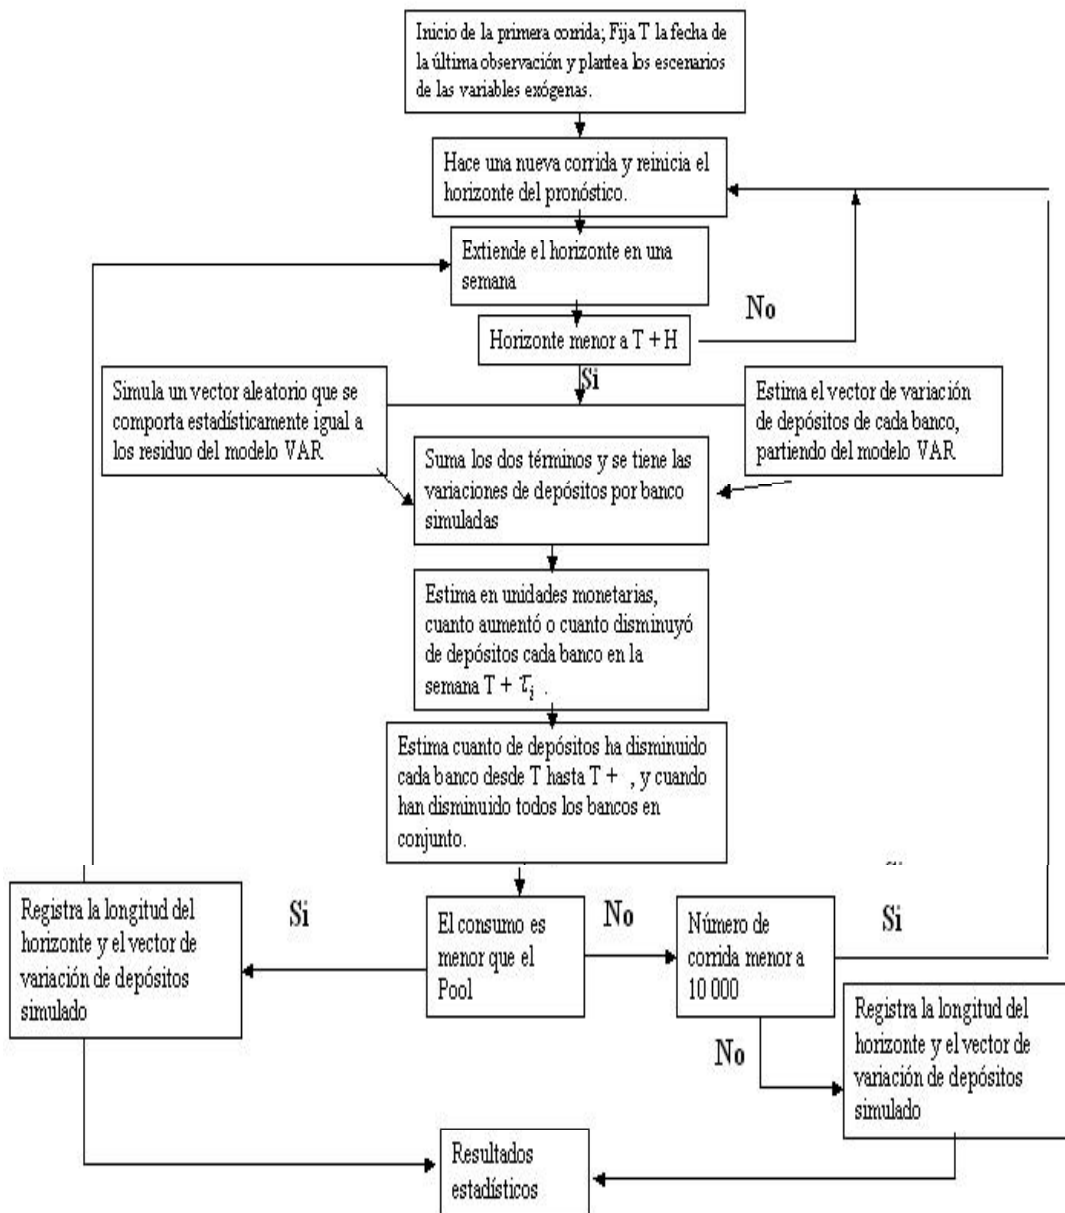 Inicio de la primera corrida; Fija T la fecha de
la última observación y plantea los escenarios
de las variables exógenas.
Hace una nueva corrida y reinicia el
horizonte del pronóstico.
Extiende el horizonte en una
semana
No
Horizonte menor a T + H
Si
Simula un vector aleatorio que se
comporta estadísticamente igual a
los residuo del modelo VAR
Estima el vector de variación
de depósitos de cada banco,
partiendo del modelo VAR
Suma los dos términos y se tiene las
variaciones de depósitos por banco
simuladas
Estima en unidades monetarias,
cuanto aumentó o cuanto disminuyó
de depósitos cada banco en la
semana T + τi .
Estima cuanto de depósitos ha disminuido
cada banco desde T hasta T + , y cuando
han disminuido todos los bancos en
conjunto.
Registra la longitud del
horizonte y el vector de
variación de depósitos
simulado
Si
El consumo es
menor que el
Pool
No
Número de
corrida menor a
10 000
Si
No
Registra la longitud del
horizonte y el vector de
variación de depósitos
simulado
Resultados
estadísticos